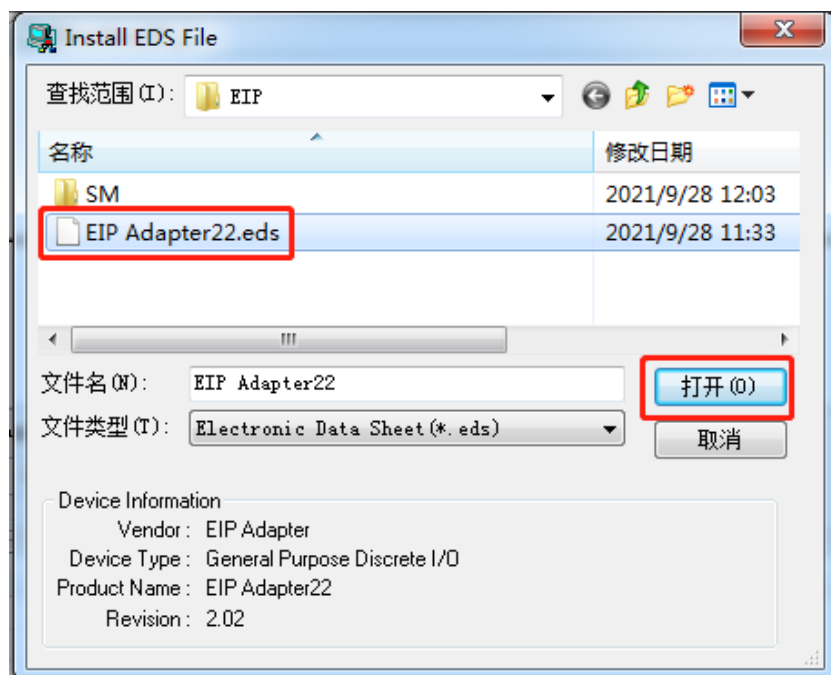 Install EDS File
查找范围(I): EIP
名称 修改日期
SM 2021/9/28 12:03
EIP Adapter22.eds 2021/9/28 11:33
文件名(N): EIP Adapter22 打开(O)
文件类型(T): Electronic Data Sheet(*.eds) 取消
Device Information
Vendor : EIP Adapter
Device Type : General Purpose Discrete I/O
Product Name : EIP Adapter22
Revision : 2.02